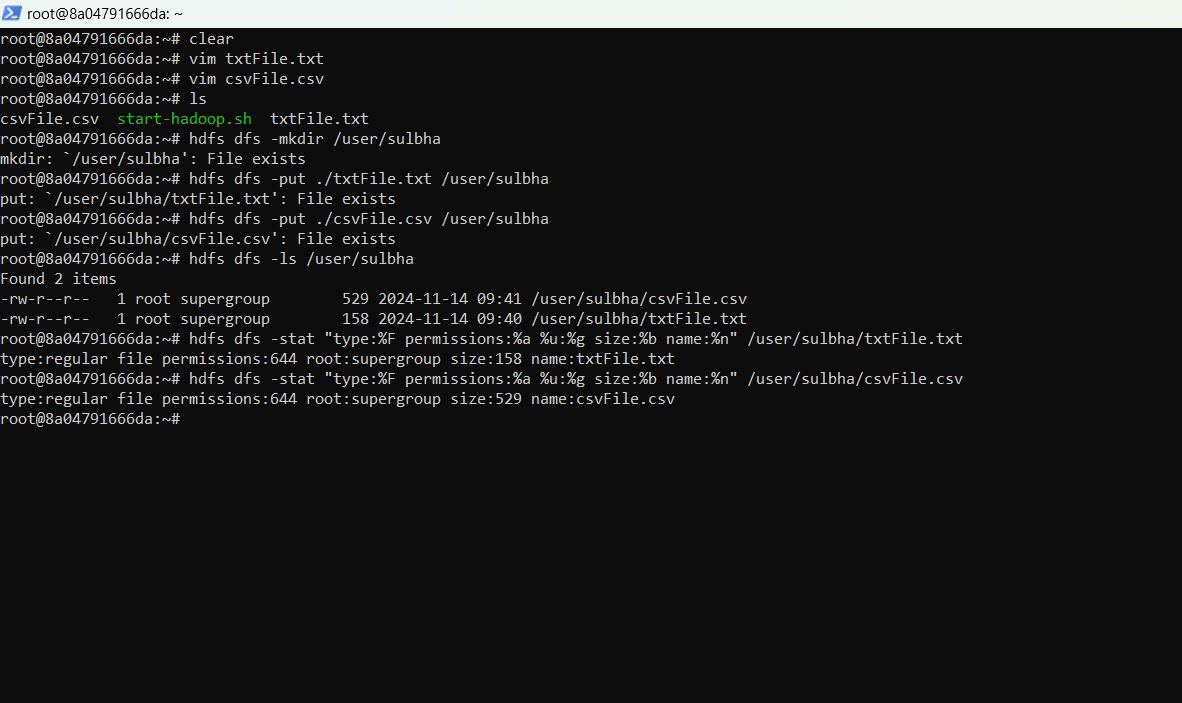 root@8a04791666da: ~
root@8a04791666da:~# clear
root@8a04791666da:~# vim txtFile.txt
root@8a04791666da:~# vim csvFile.csv
root@8a04791666da:~# ls
csvFile.csv  start-hadoop.sh  txtFile.txt
root@8a04791666da:~# hdfs dfs -mkdir /user/sulbha
mkdir: `/user/sulbha': File exists
root@8a04791666da:~# hdfs dfs -put ./txtFile.txt /user/sulbha
put: `/user/sulbha/txtFile.txt': File exists
root@8a04791666da:~# hdfs dfs -put ./csvFile.csv /user/sulbha
put: `/user/sulbha/csvFile.csv': File exists
root@8a04791666da:~# hdfs dfs -ls /user/sulbha
Found 2 items
-rw-r--r--   1 root supergroup        529 2024-11-14 09:41 /user/sulbha/csvFile.csv
-rw-r--r--   1 root supergroup        158 2024-11-14 09:40 /user/sulbha/txtFile.txt
root@8a04791666da:~# hdfs dfs -stat "type:%F permissions:%a %u:%g size:%b name:%n" /user/sulbha/txtFile.txt
type:regular file permissions:644 root:supergroup size:158 name:txtFile.txt
root@8a04791666da:~# hdfs dfs -stat "type:%F permissions:%a %u:%g size:%b name:%n" /user/sulbha/csvFile.csv
type:regular file permissions:644 root:supergroup size:529 name:csvFile.csv
root@8a04791666da:~#